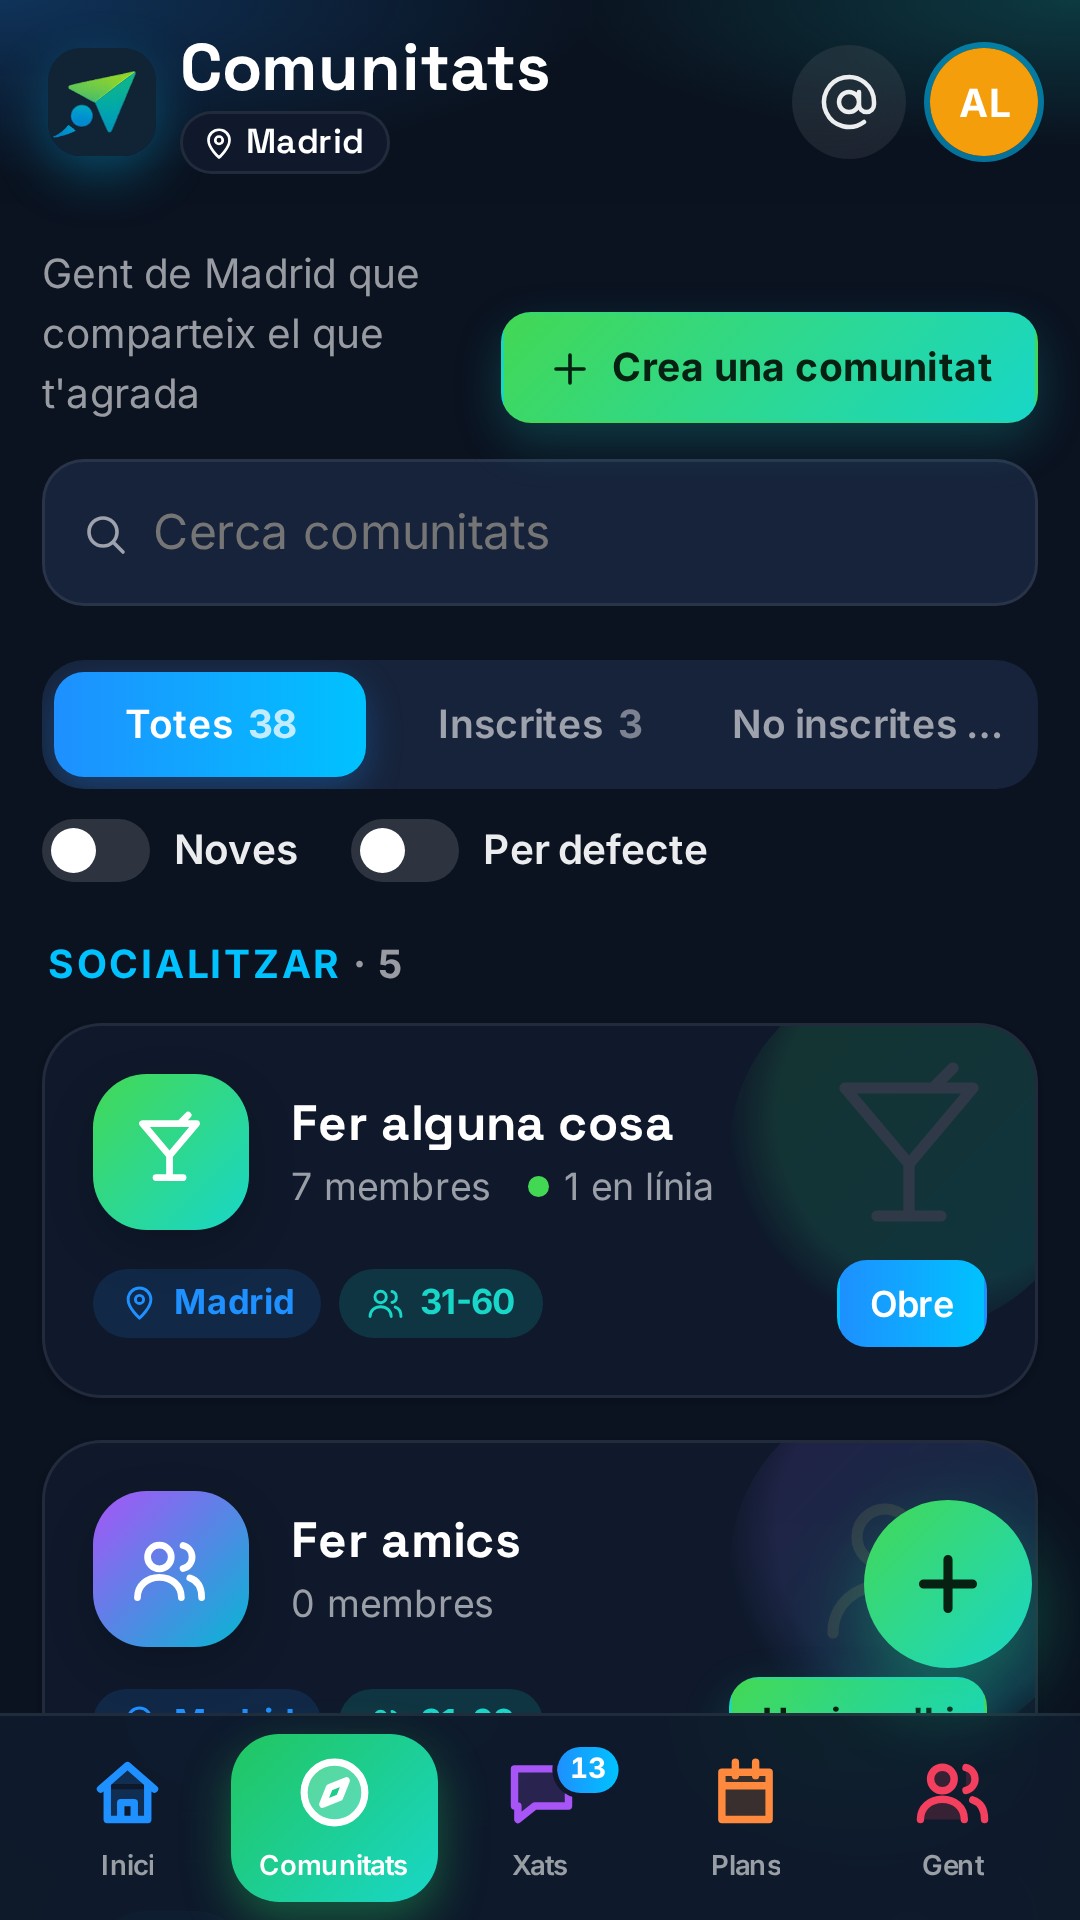 Comunitats
Madrid
@
AL
Gent de Madrid que
comparteix el que
t'agrada
+ Crea una comunitat
Cerca comunitats
Totes 38
Inscrites 3
No inscrites ...
Noves
Per defecte
SOCIALITZAR · 5
Fer alguna cosa
7 membres
1 en línia
Madrid
31-60
Obre
Fer amics
0 membres
Madrid
13
Inici
Comunitats
Xats
Plans
Gent